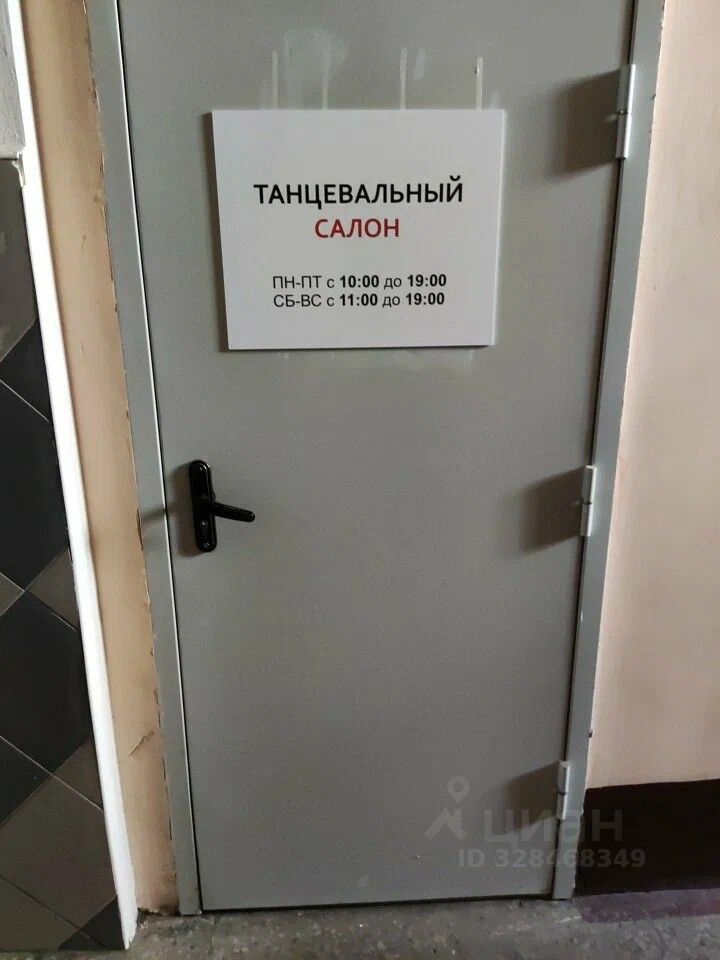 ТАНЦЕВАЛЬНЫЙ
САЛОН
ПН-ПТ с 10:00 до 19:00
СБ-ВС с 11:00 до 19:00
циан
ID 328468349